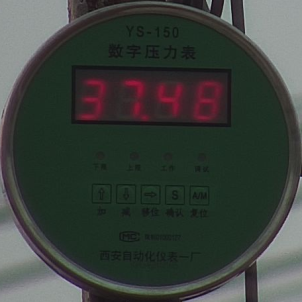 YS-150
数字压力表
37.48
S A/M
加 减 移位 确认 复位
西安自动化仪表一厂